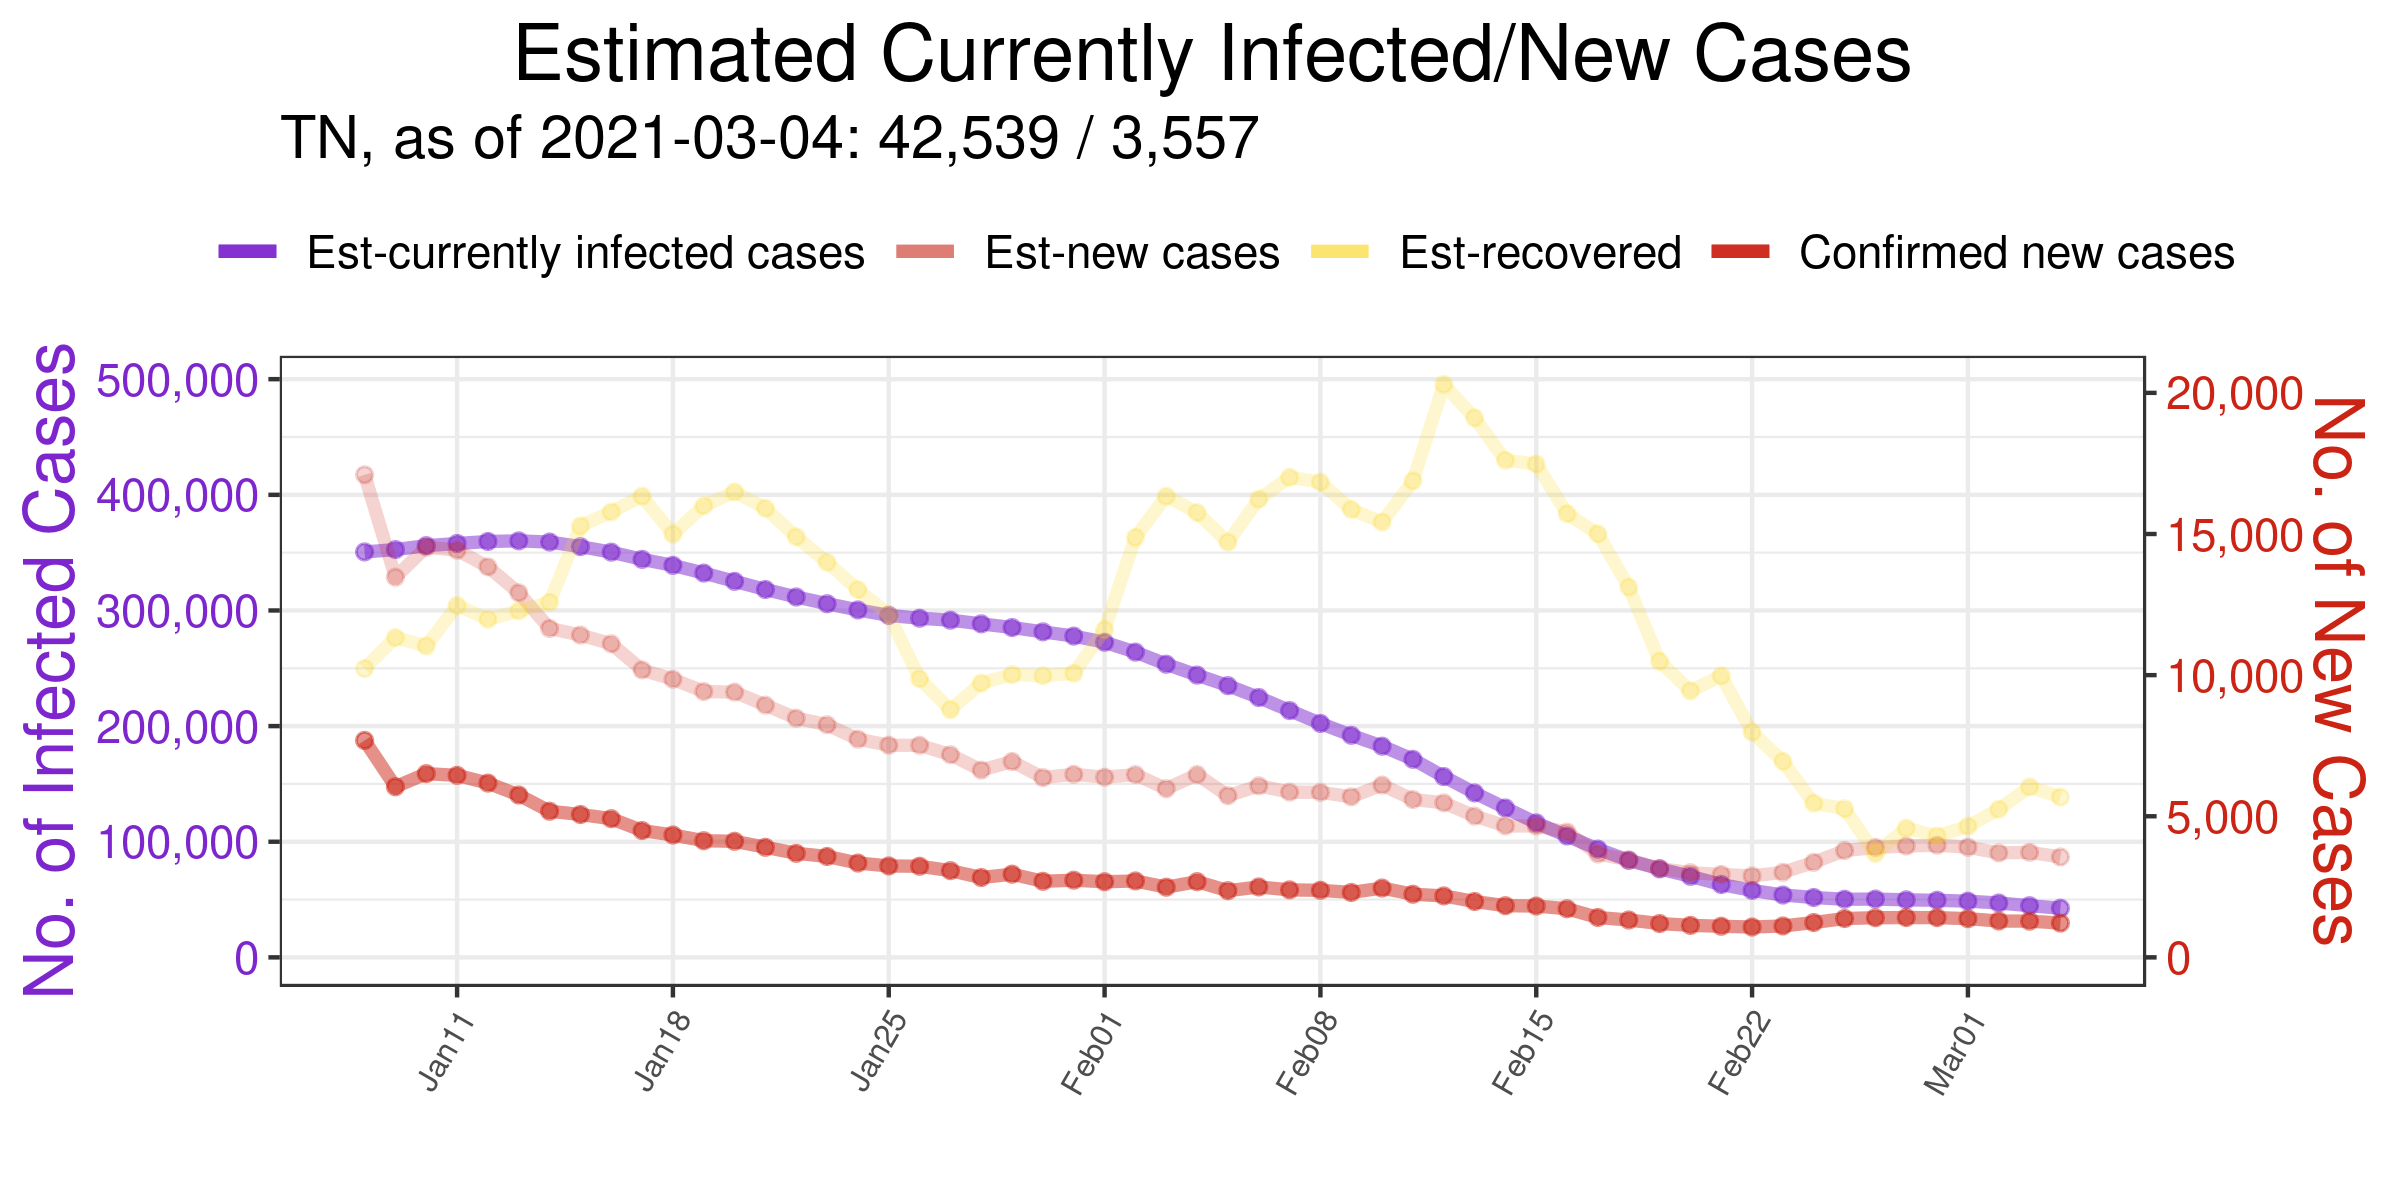 Estimated Currently Infected/New Cases
TN, as of 2021-03-04: 42,539 / 3,557
Est-currently infected cases Est-new cases Est-recovered Confirmed new cases
No. of Infected Cases
500,000
400,000
300,000
200,000
100,000
0
20,000
15,000
10,000
5,000
0
No. of New Cases
Jan11 Jan18 Jan25 Feb01 Feb08 Feb15 Feb22 Mar01